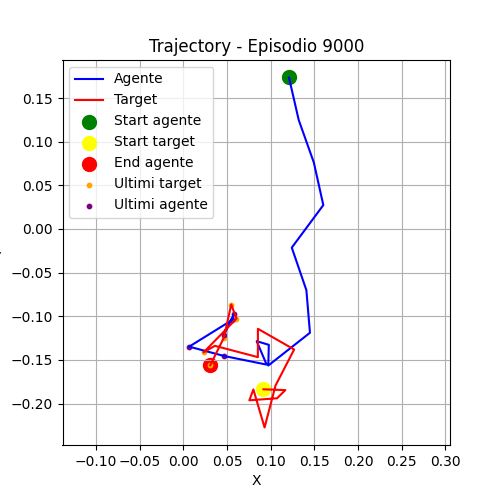 Trajectory - Episodio 9000
Agente
Target
Start agente
Start target
End agente
Ultimi target
Ultimi agente
0.15
0.10
0.05
0.00
−0.05
−0.10
−0.15
−0.20
−0.10 −0.05 0.00 0.05 0.10 0.15 0.20 0.25 0.30
X